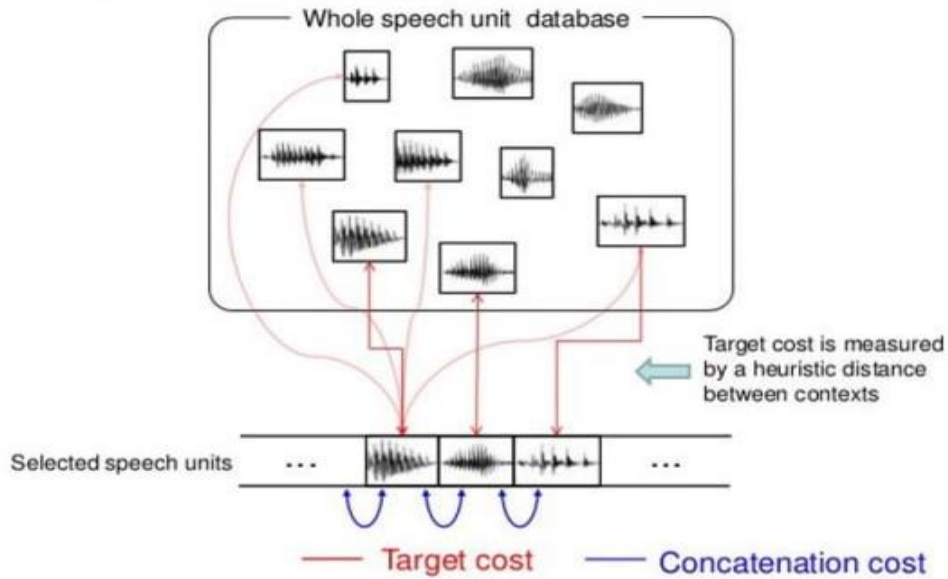 Whole speech unit database
Target cost is measured
by a heuristic distance
between contexts
Selected speech units
...
...
Target cost
Concatenation cost